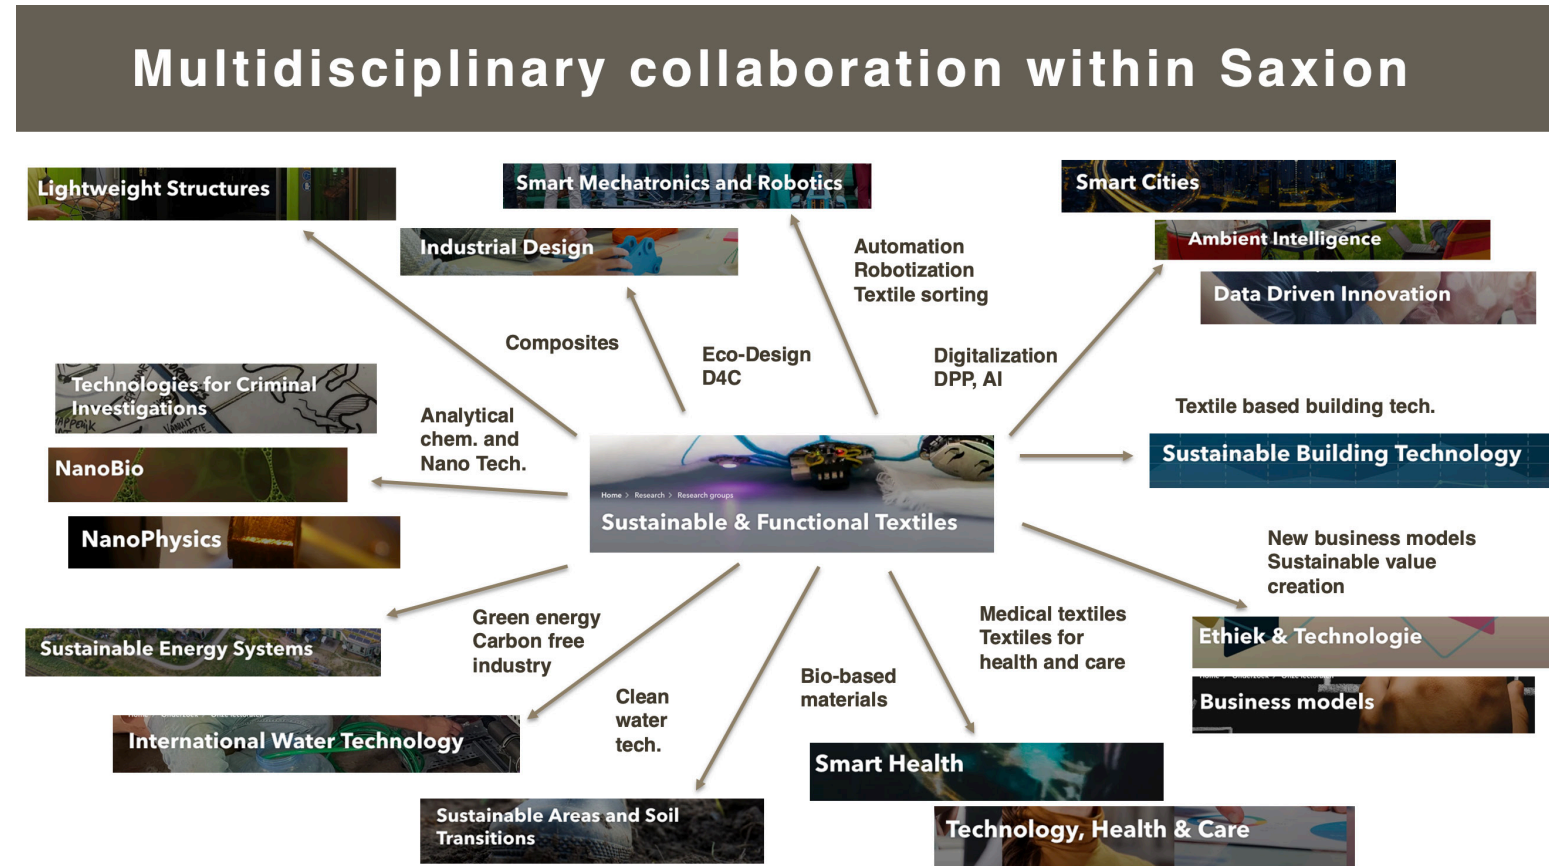 Multidisciplinary collaboration within Saxion
Lightweight Structures
Smart Mechatronics and Robotics
Smart Cities
Industrial Design
Ambient Intelligence
Data Driven Innovation
Automation
Robotization
Textile sorting
Composites
Eco-Design
D4C
Digitalization
DPP, AI
Technologies for Criminal
Investigations
Analytical
chem. and
Nano Tech.
Textile based building tech.
Sustainable Building Technology
NanoBio
NanoPhysics
Home > Research > Research groups
Sustainable & Functional Textiles
New business models
Sustainable value
creation
Green energy
Carbon free
industry
Medical textiles
Textiles for
health and care
Ethiek & Technologie
Sustainable Energy Systems
Clean
water
tech.
Bio-based
materials
Business models
International Water Technology
Smart Health
Sustainable Areas and Soil
Transitions
Technology, Health & Care